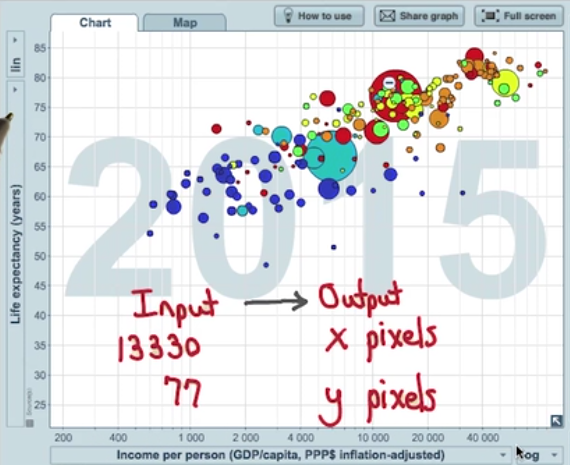 Chart
Map
How to use
Share graph
Full screen
lin
Life expectancy (years)
85
80
75
70
65
60
55
50
45
40
35
30
25
2015
Input → Output
13330 x pixels
77 y pixels
200 400 1 000 2 000 4 000 10 000 20 000 40 000
Income per person (GDP/capita, PPP$ inflation-adjusted)